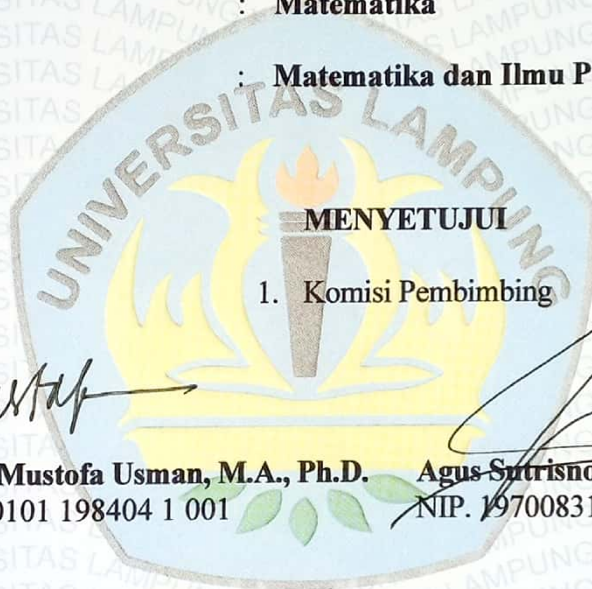 : Matematika
: Matematika dan Ilmu P
UNIVERSITAS LAMPUNG
MENYETUJUI
1. Komisi Pembimbing
Mustofa Usman, M.A., Ph.D. Agus Sutrisno
0101 198404 1 001 NIP. 19700831